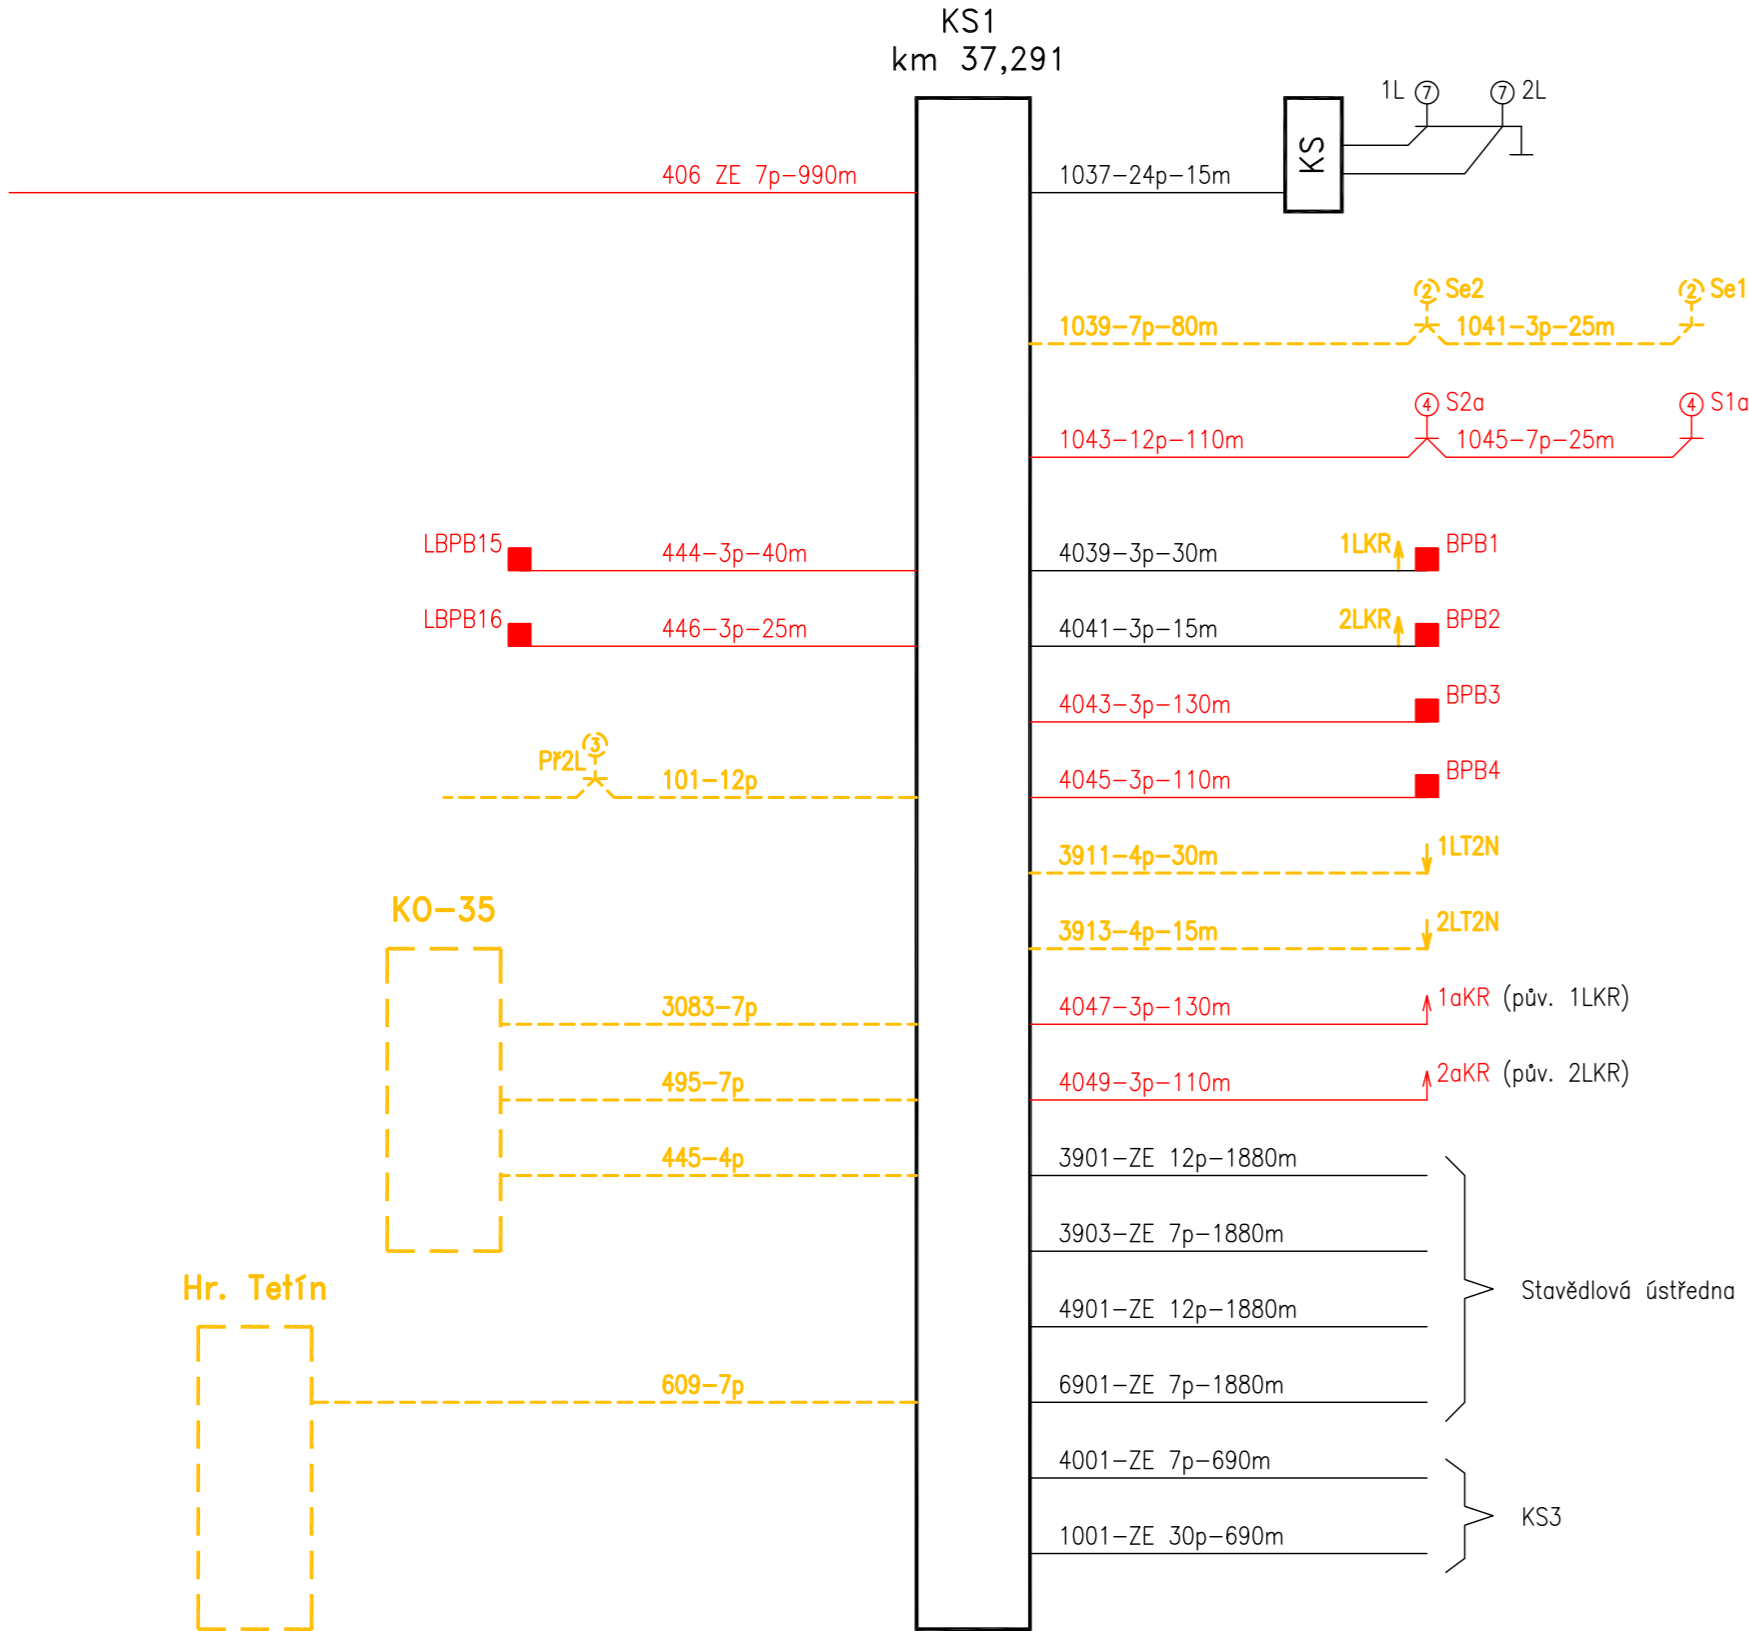 KS1
km 37,291
1L 7 7 2L
KS
406 ZE 7p-990m
1037-24p-15m
2 Se2
2 Se1
1039-7p-80m
1041-3p-25m
4 S2a
4 S1a
1043-12p-110m
1045-7p-25m
LBPB15
444-3p-40m
4039-3p-30m
1LKR
BPB1
LBPB16
446-3p-25m
4041-3p-15m
2LKR
BPB2
4043-3p-130m
BPB3
Př2L 3
101-12p
4045-3p-110m
BPB4
3911-4p-30m
1LT2N
KO-35
3913-4p-15m
2LT2N
3083-7p
4047-3p-130m
1aKR (pův. 1LKR)
495-7p
4049-3p-110m
2aKR (pův. 2LKR)
445-4p
3901-ZE 12p-1880m
3903-ZE 7p-1880m
Hr. Tetín
Stavědlová ústředna
4901-ZE 12p-1880m
609-7p
6901-ZE 7p-1880m
4001-ZE 7p-690m
KS3
1001-ZE 30p-690m